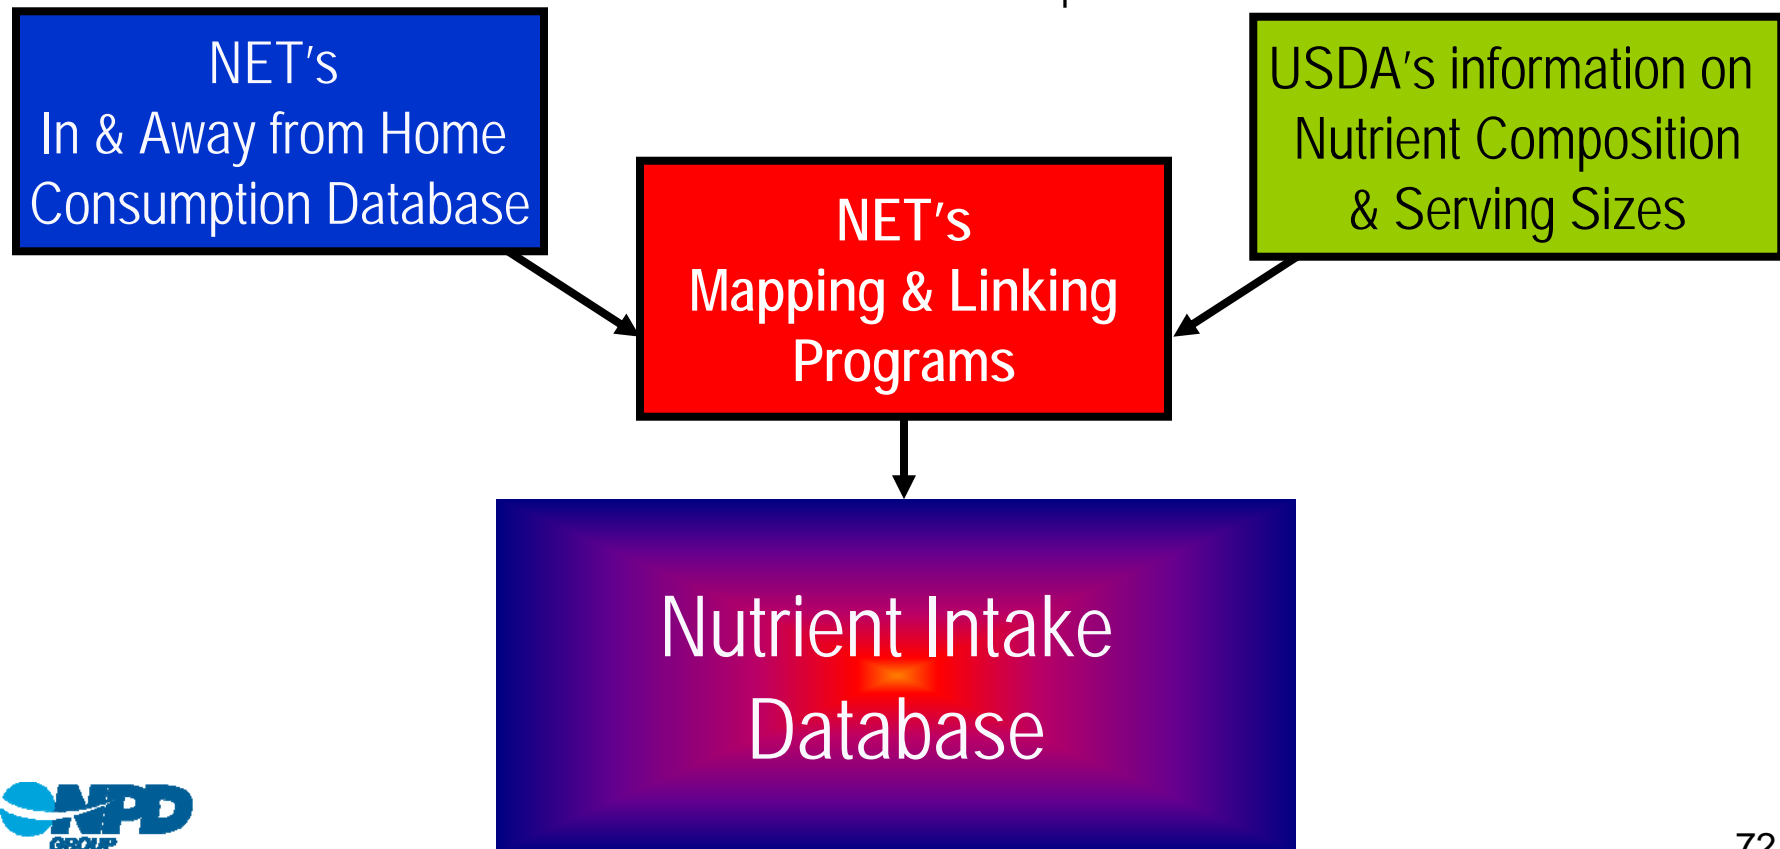 NET's
In & Away from Home
Consumption Database
USDA's information on
Nutrient Composition
& Serving Sizes
NET's
Mapping & Linking
Programs
Nutrient Intake
Database
NPD
GROUP
72